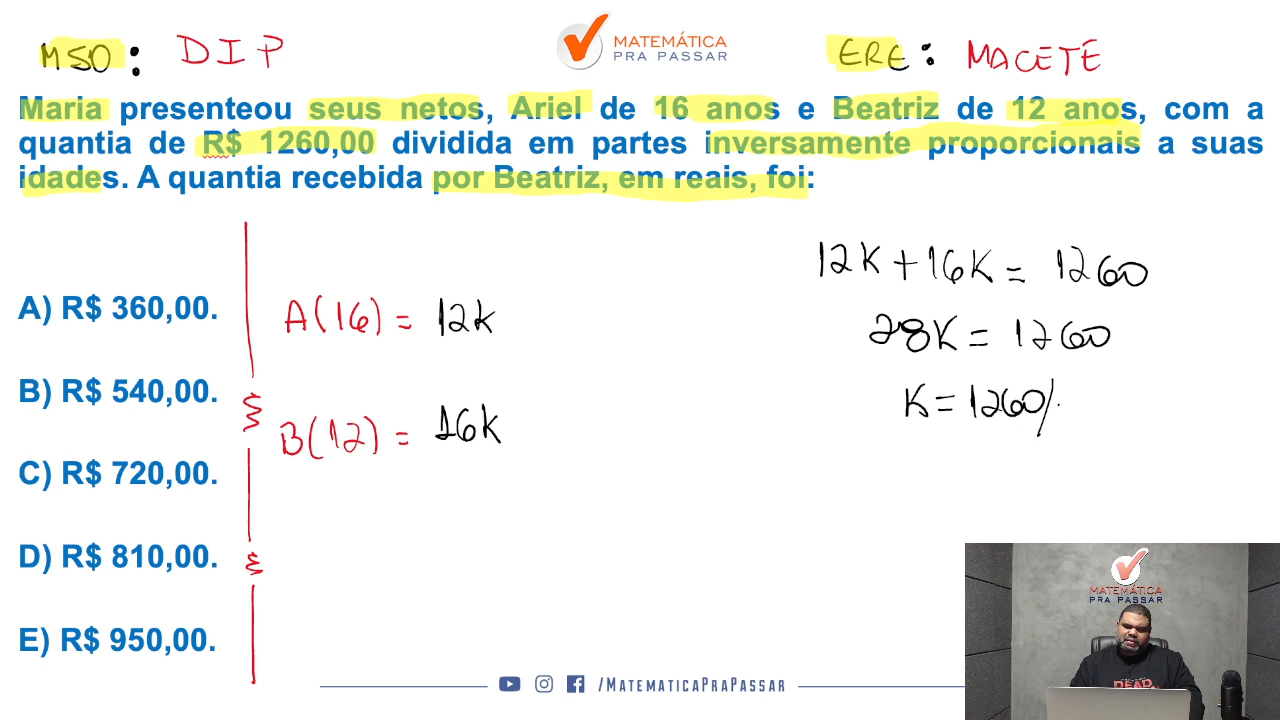 MSO: DIP
MATEMÁTICA
PRA PASSAR
ERE: MACETE
Maria presenteou seus netos, Ariel de 16 anos e Beatriz de 12 anos, com a
quantia de R$ 1260,00 dividida em partes inversamente proporcionais a suas
idades. A quantia recebida por Beatriz, em reais, foi:
A) R$ 360,00.
B) R$ 540,00.
C) R$ 720,00.
D) R$ 810,00.
E) R$ 950,00.
A(16) = 12K
B(12) = 16K
12K + 16K = 1260
28K = 1260
K = 1260/
MATEMÁTICA
PRA PASSAR
DEAD
/MATEMATICAPRAPASSAR